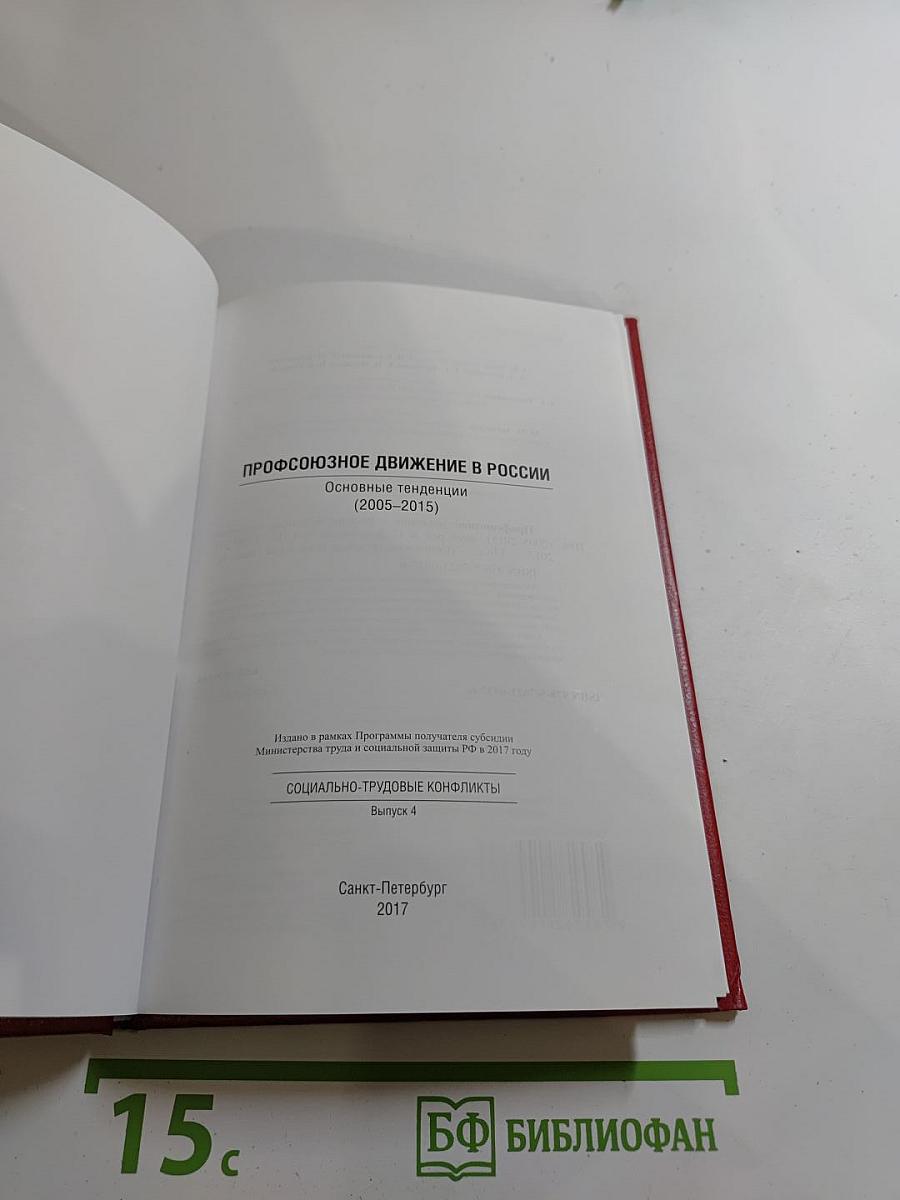 ПРОФСОЮЗНОЕ ДВИЖЕНИЕ В РОССИИ
Основные тенденции
(2005–2015)
Издано в рамках Программы получателя субсидии
Министерства труда и социальной защиты РФ в 2017 году
СОЦИАЛЬНО-ТРУДОВЫЕ КОНФЛИКТЫ
Выпуск 4
Санкт-Петербург
2017
15 с
БФ БИБЛИОФАН